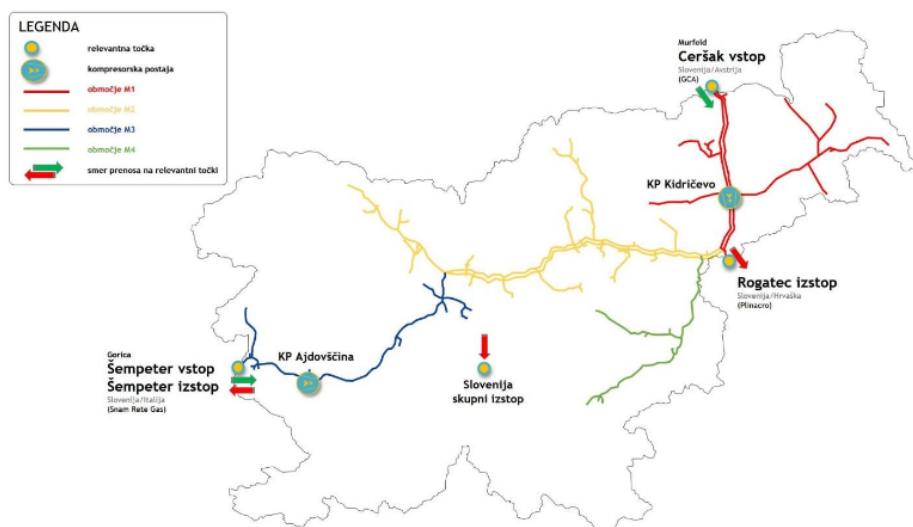 LEGENDA
relevantna točka
kompresorska postaja
območje M1
območje M2
območje M3
območje M4
smer prenosa na relevantni točki
Murfeld
Ceršak vstop
Slovenija/Avstrija
(GCA)
KP Kidričevo
Rogatec izstop
Slovenija/Hrvaška
(Plinacro)
Gorica
Šempeter vstop
Šempeter izstop
Slovenija/Italija
(Snam Rete Gas)
KP Ajdovščina
Slovenija
skupni izstop